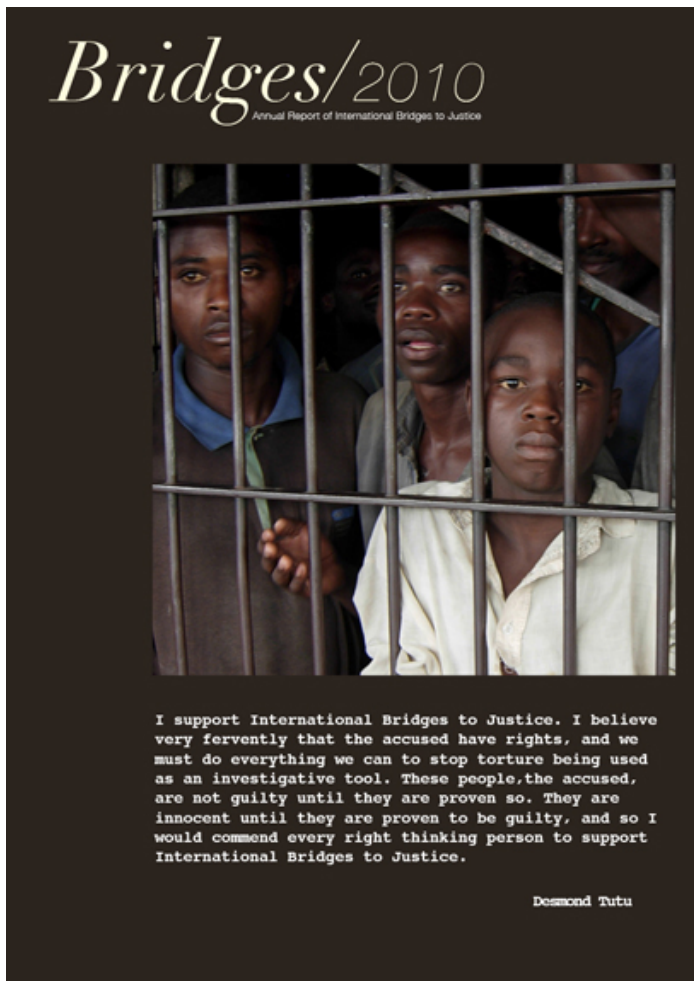 Bridges/2010
Annual Report of International Bridges to Justice
I support International Bridges to Justice. I believe
very fervently that the accused have rights, and we
must do everything we can to stop torture being used
as an investigative tool. These people,the accused,
are not guilty until they are proven so. They are
innocent until they are proven to be guilty, and so I
would commend every right thinking person to support
International Bridges to Justice.
Desmond Tutu